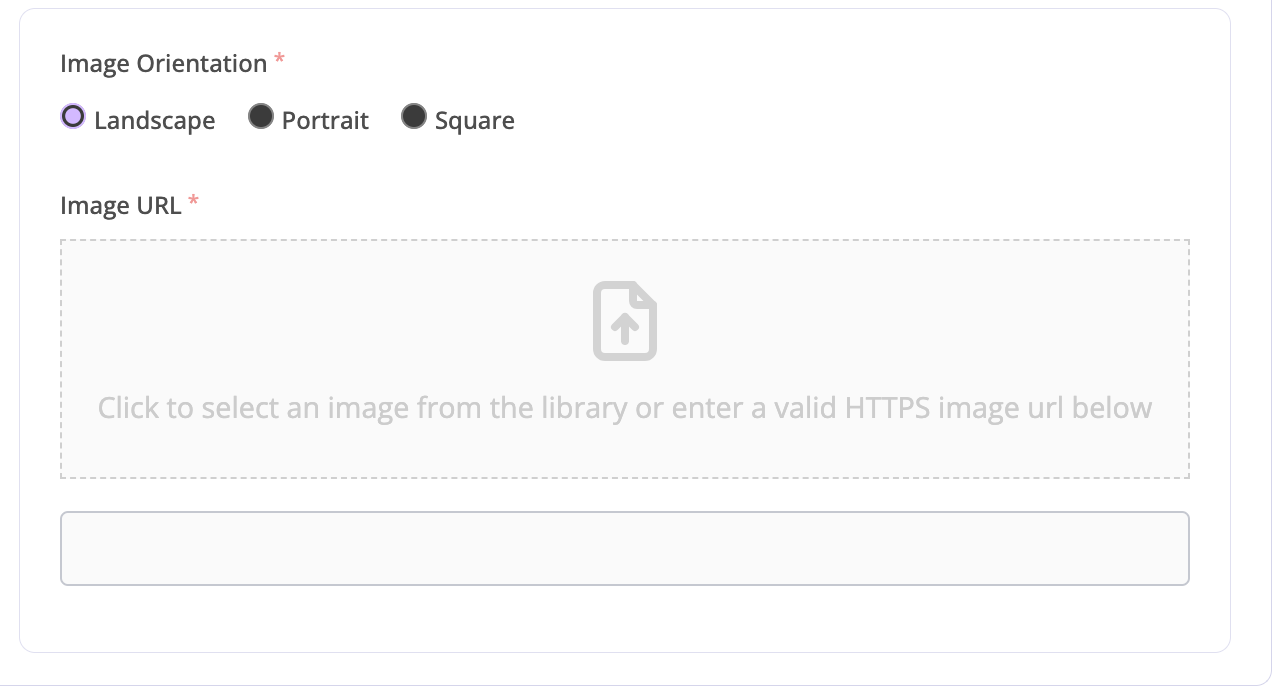 Image Orientation *
Landscape Portrait Square
Image URL *
Click to select an image from the library or enter a valid HTTPS image url below